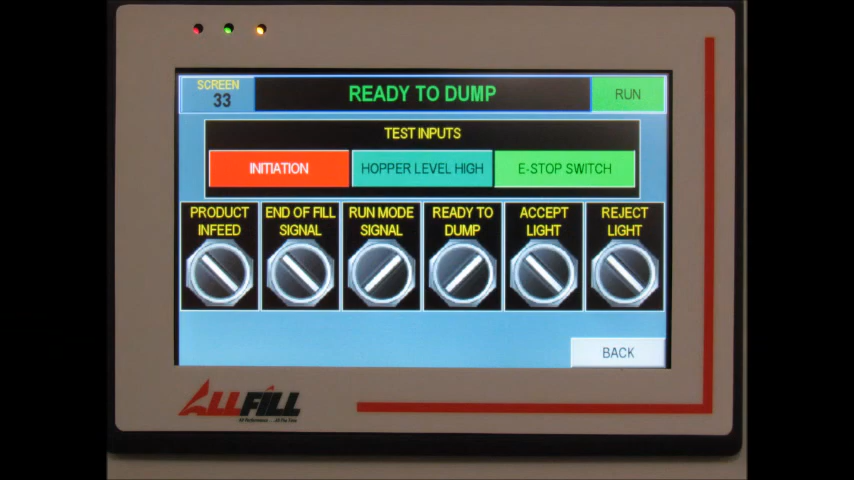 SCREEN
33
READY TO DUMP
RUN
TEST INPUTS
INITIATION
HOPPER LEVEL HIGH
E-STOP SWITCH
PRODUCT INFEED
END OF FILL SIGNAL
RUN MODE SIGNAL
READY TO DUMP
ACCEPT LIGHT
REJECT LIGHT
BACK
ALLFILL